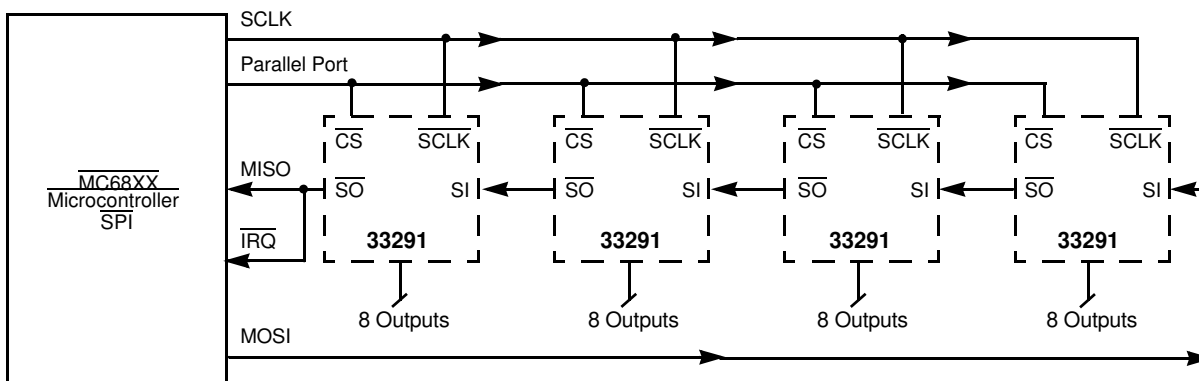 SCLK
Parallel Port
CS SCLK CS SCLK CS SCLK CS SCLK
MISO
SO SI SO SI SO SI SO SI
MC68XX
Microcontroller
SPI
IRQ
33291 33291 33291 33291
8 Outputs 8 Outputs 8 Outputs 8 Outputs
MOSI